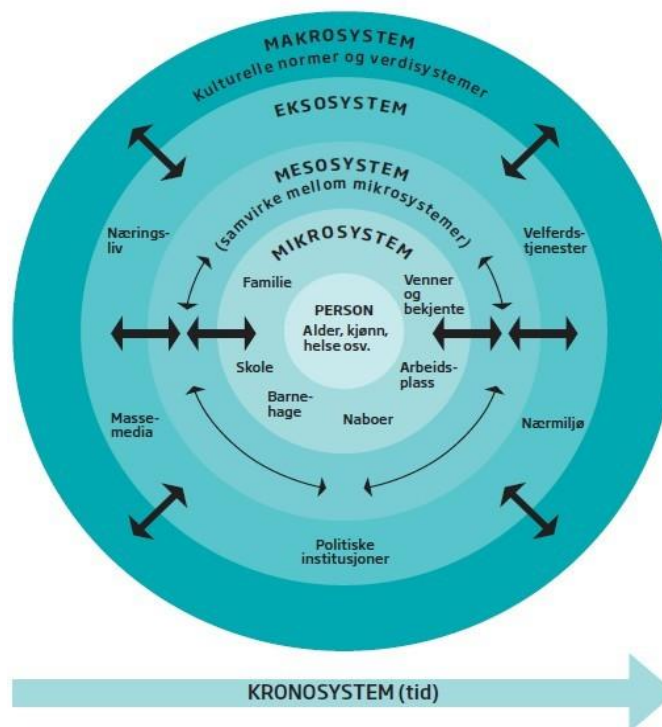 MAKROSYSTEM
Kulturelle normer og verdisystemer
EKSOSYSTEM
MESOSYSTEM
(samvirke mellom mikrosystemer)
MIKROSYSTEM
Nærings-
liv
Velferds-
tjenester
Familie
Venner
og
bekjente
PERSON
Alder, kjønn,
helse osv.
Skole
Arbeids-
plass
Barne-
hage
Naboer
Masse-
media
Nærmiljø
Politiske
institusjoner
KRONOSYSTEM (tid)